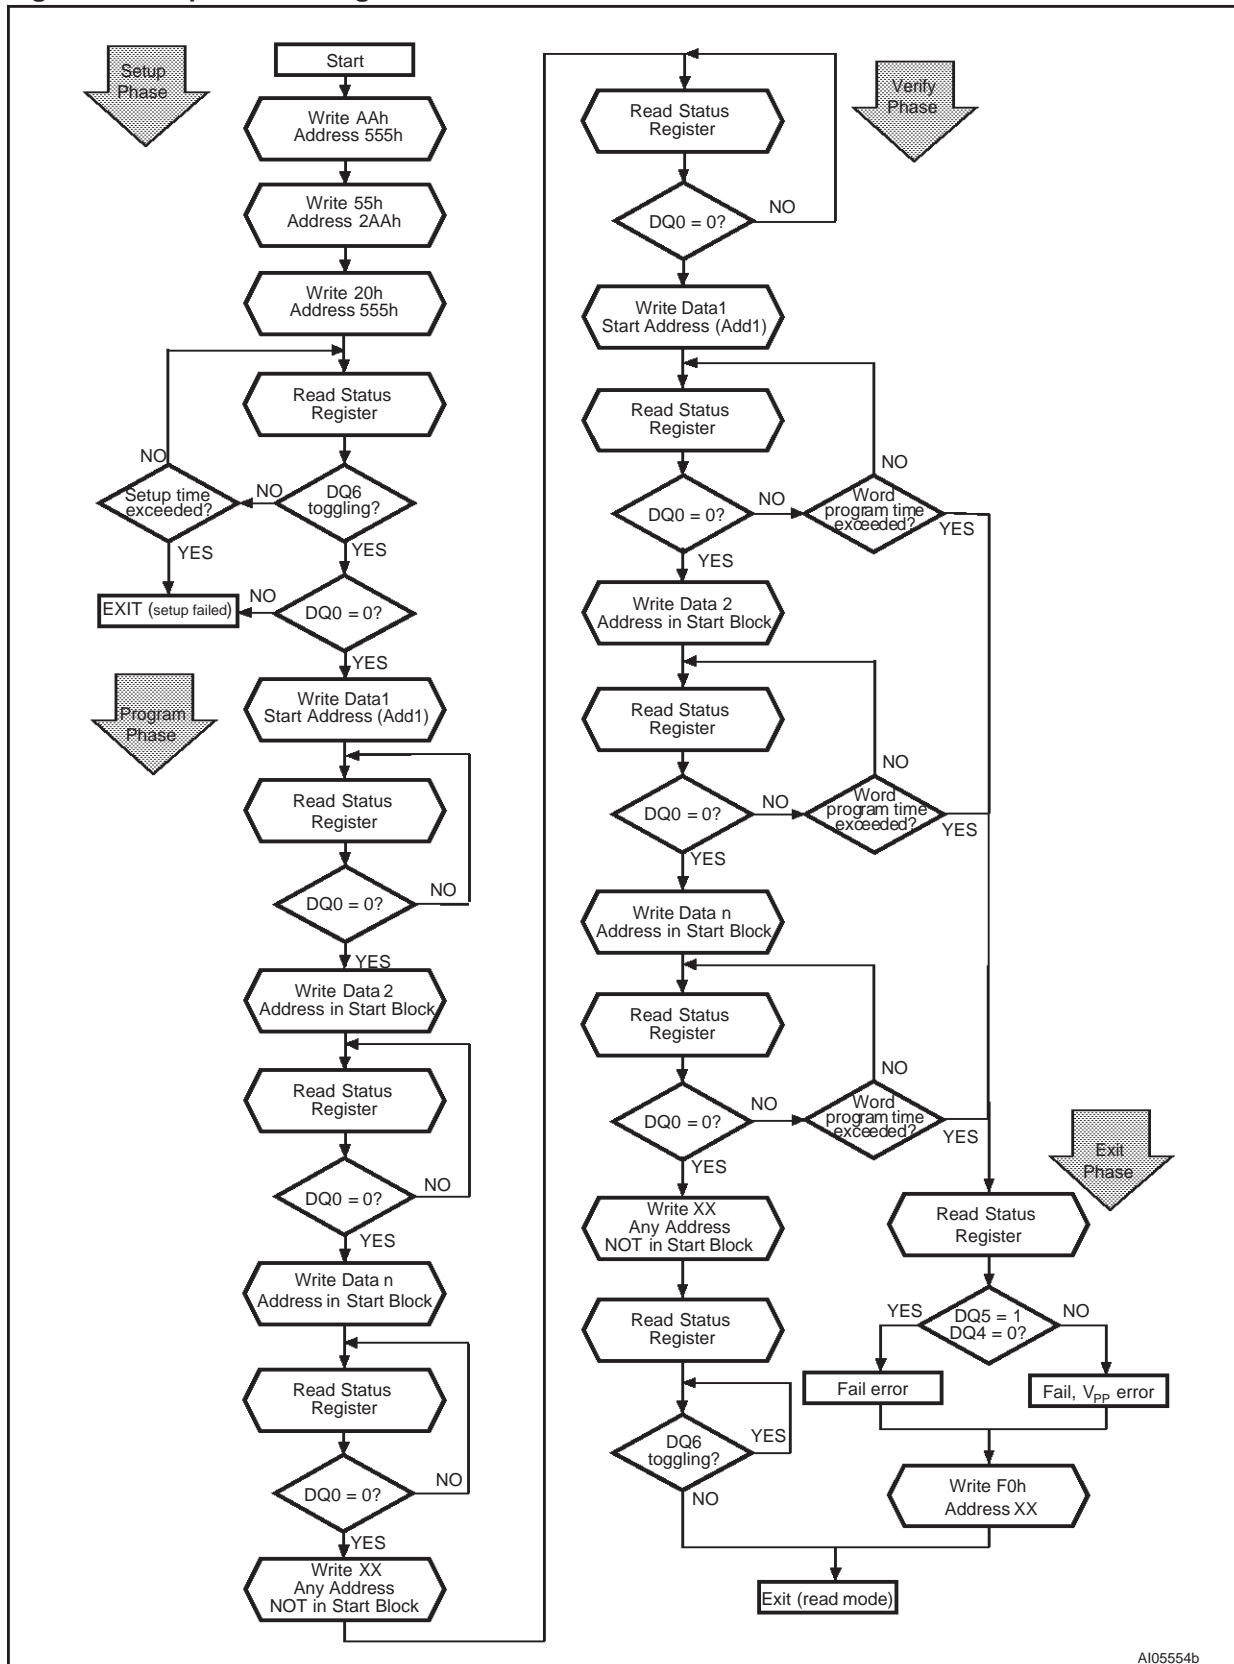 Setup
Phase
Start
Write AAh
Address 555h
Write 55h
Address 2AAh
Write 20h
Address 555h
Read Status
Register
NO
Setup time
exceeded?
NO
DQ6
toggling?
YES
YES
EXIT (setup failed)
NO
DQ0 = 0?
YES
Program
Phase
Write Data1
Start Address (Add1)
Read Status
Register
DQ0 = 0?
NO
YES
Write Data 2
Address in Start Block
Read Status
Register
DQ0 = 0?
NO
YES
Write Data n
Address in Start Block
Read Status
Register
DQ0 = 0?
NO
YES
Write XX
Any Address
NOT in Start Block
Verify
Phase
Read Status
Register
DQ0 = 0?
NO
Write Data1
Start Address (Add1)
Read Status
Register
NO
DQ0 = 0?
NO
Word
program time
exceeded?
YES
YES
Write Data 2
Address in Start Block
Read Status
Register
NO
DQ0 = 0?
NO
Word
program time
exceeded?
YES
YES
Write Data n
Address in Start Block
Read Status
Register
NO
DQ0 = 0?
NO
Word
program time
exceeded?
YES
YES
Write XX
Any Address
NOT in Start Block
Read Status
Register
DQ6
toggling?
YES
NO
Exit
Phase
Read Status
Register
YES
DQ5 = 1
DQ4 = 0?
NO
Fail error
Fail, VPP error
Write F0h
Address XX
Exit (read mode)
AI05554b